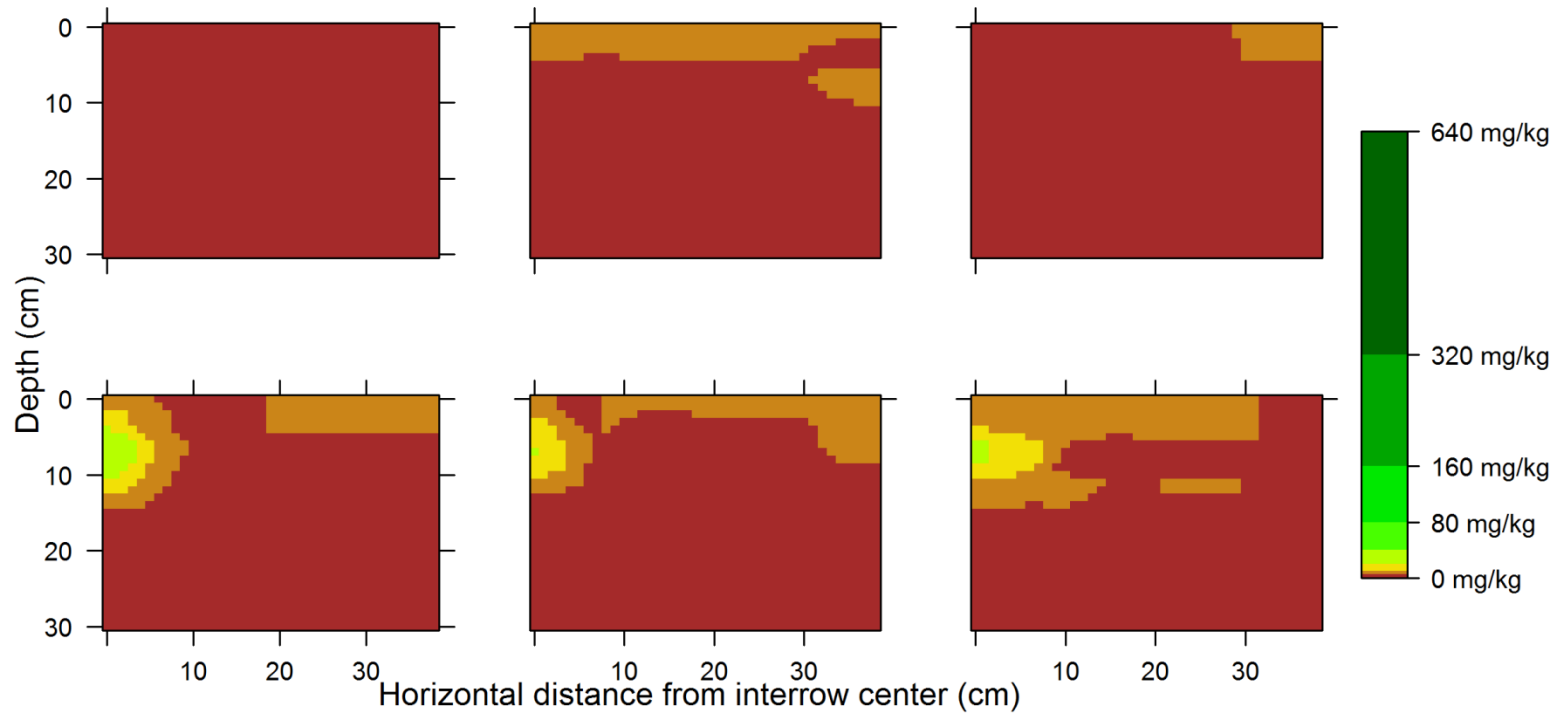 0
10
20
30
640 mg/kg
320 mg/kg
160 mg/kg
80 mg/kg
0 mg/kg
Depth (cm)
0
10
20
30
10 20 30 10 20 30 10 20 30
Horizontal distance from interrow center (cm)